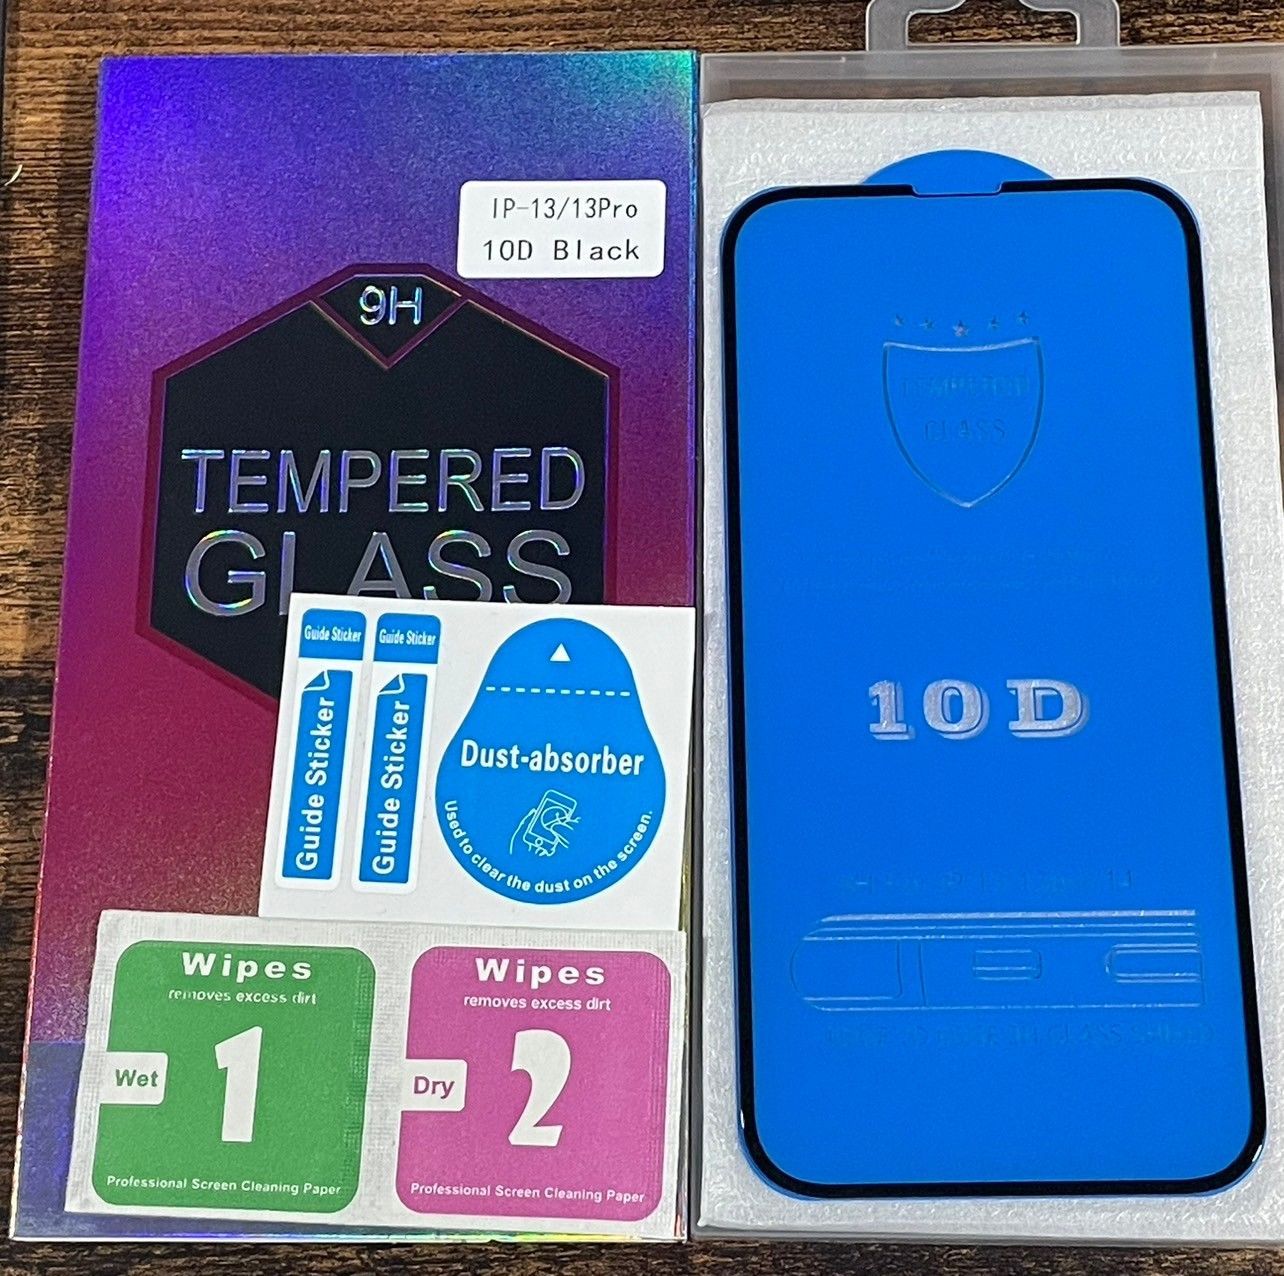 IP-13/13Pro
10D Black
9H
TEMPERED
GLASS
Guide Sticker
Guide Sticker
Guide Sticker
Guide Sticker
Dust-absorber
Used to clear the dust on the screen.
Wipes
removes excess dirt
1
Wet
Professional Screen Cleaning Paper
Wipes
removes excess dirt
2
Dry
Professional Screen Cleaning Paper
TEMPERED
GLASS
10D
GLASS